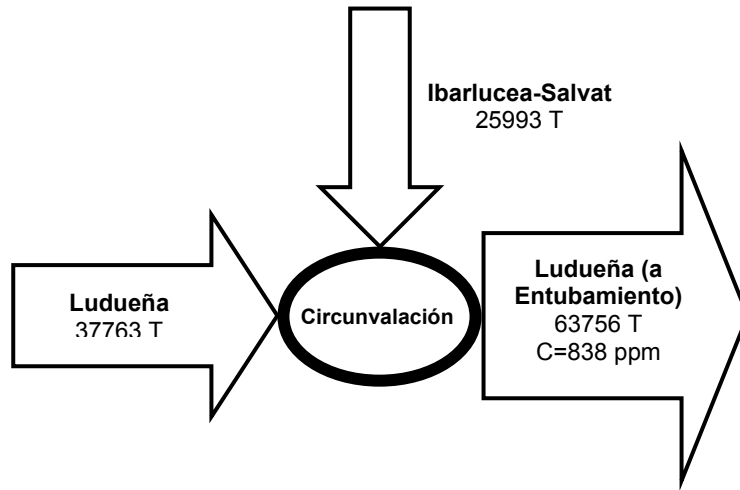 Ibarlucea-Salvat
25993 T
Ludueña
37763 T
Circunvalación
Ludueña (a
Entubamiento)
63756 T
C=838 ppm